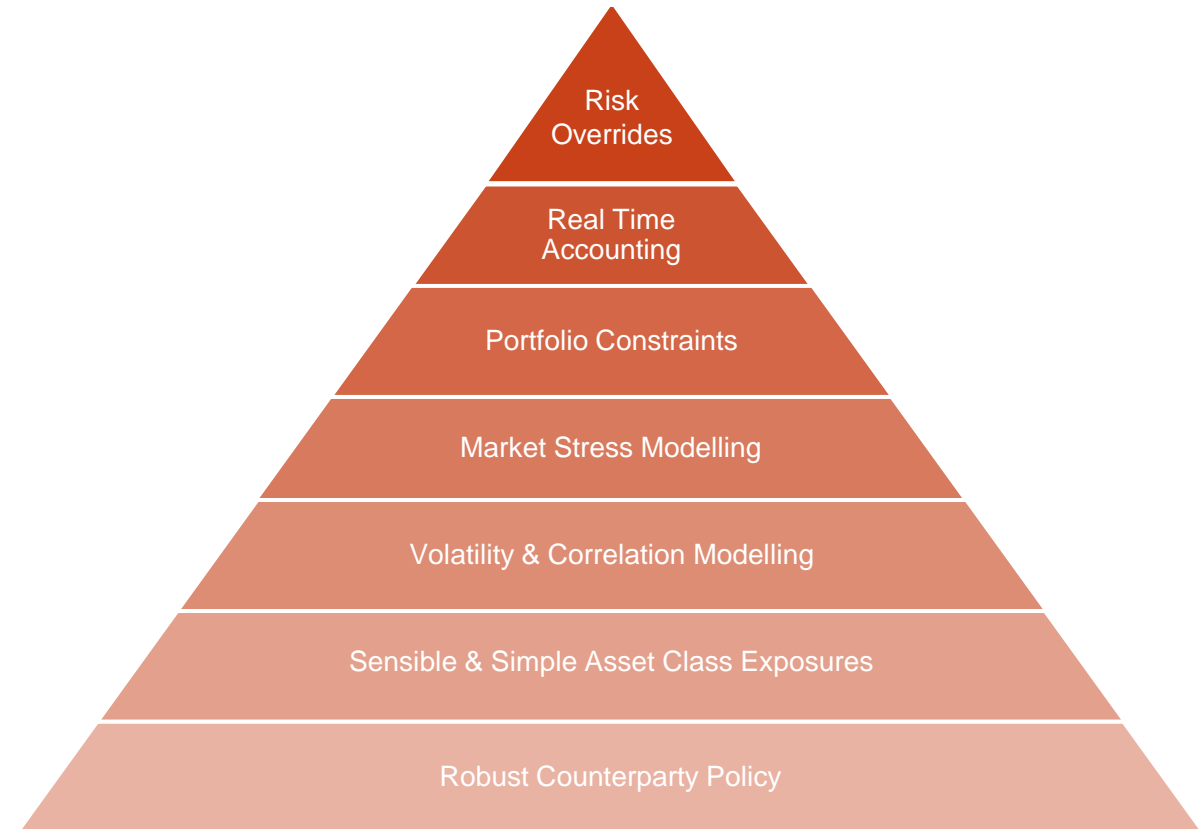 Risk
Overrides
Real Time
Accounting
Portfolio Constraints
Market Stress Modelling
Volatility & Correlation Modelling
Sensible & Simple Asset Class Exposures
Robust Counterparty Policy